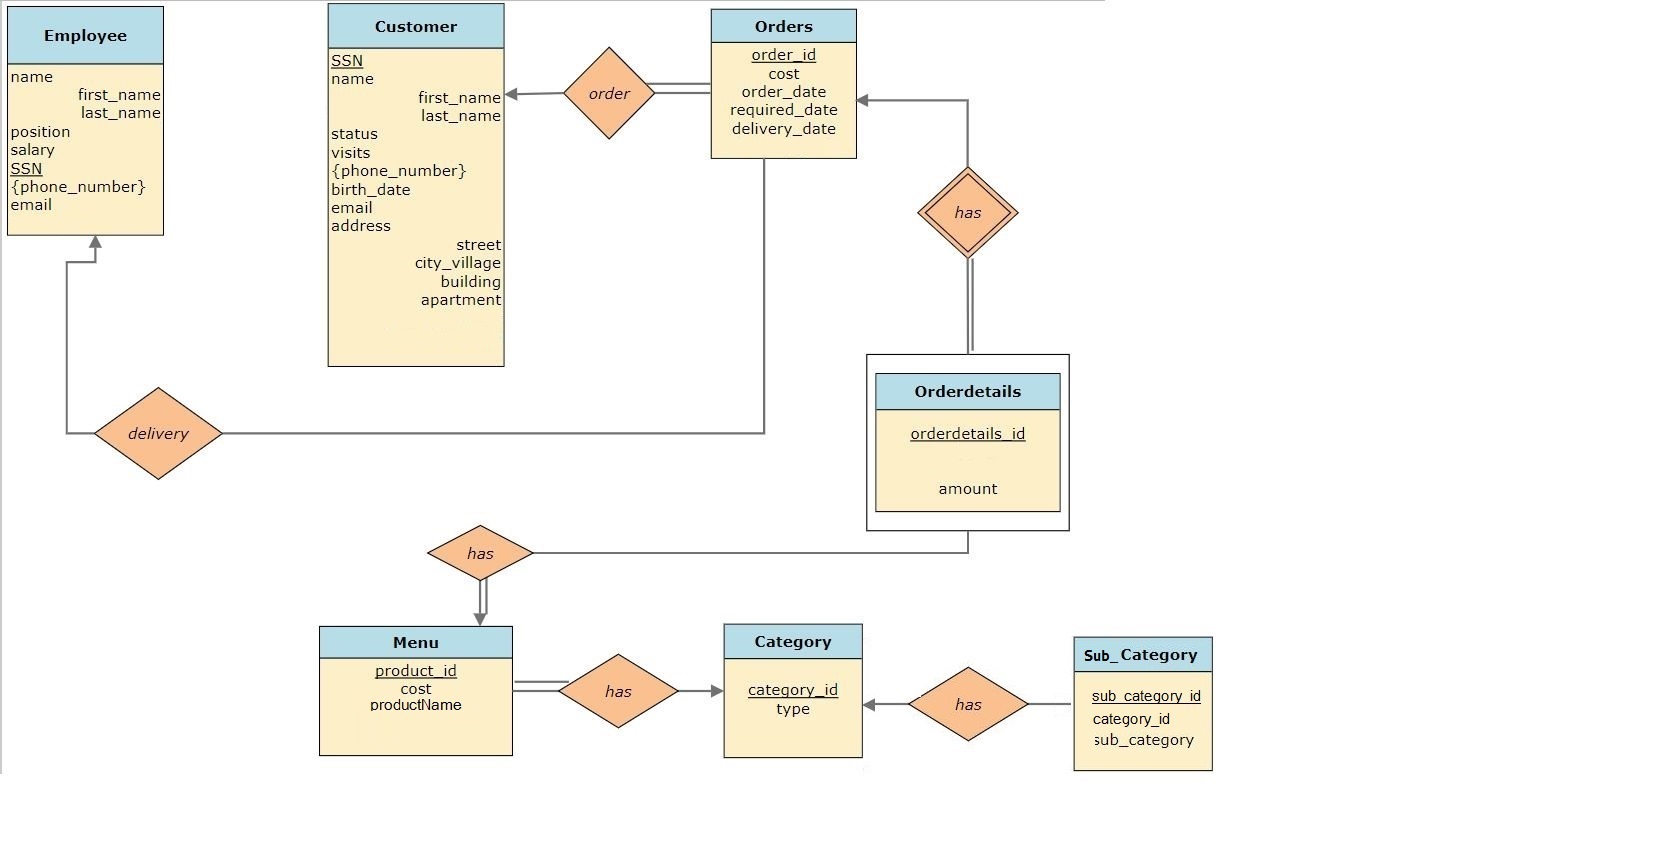 Employee
name
first_name
last_name
position
salary
SSN
{phone_number}
email
Customer
SSN
name
first_name
last_name
status
visits
{phone_number}
birth_date
email
address
street
city_village
building
apartment
order
Orders
order_id
cost
order_date
required_date
delivery_date
has
delivery
Orderdetails
orderdetails_id
amount
has
Menu
product_id
cost
productName
has
Category
category_id
type
has
Sub_Category
sub_category_id
category_id
sub_category